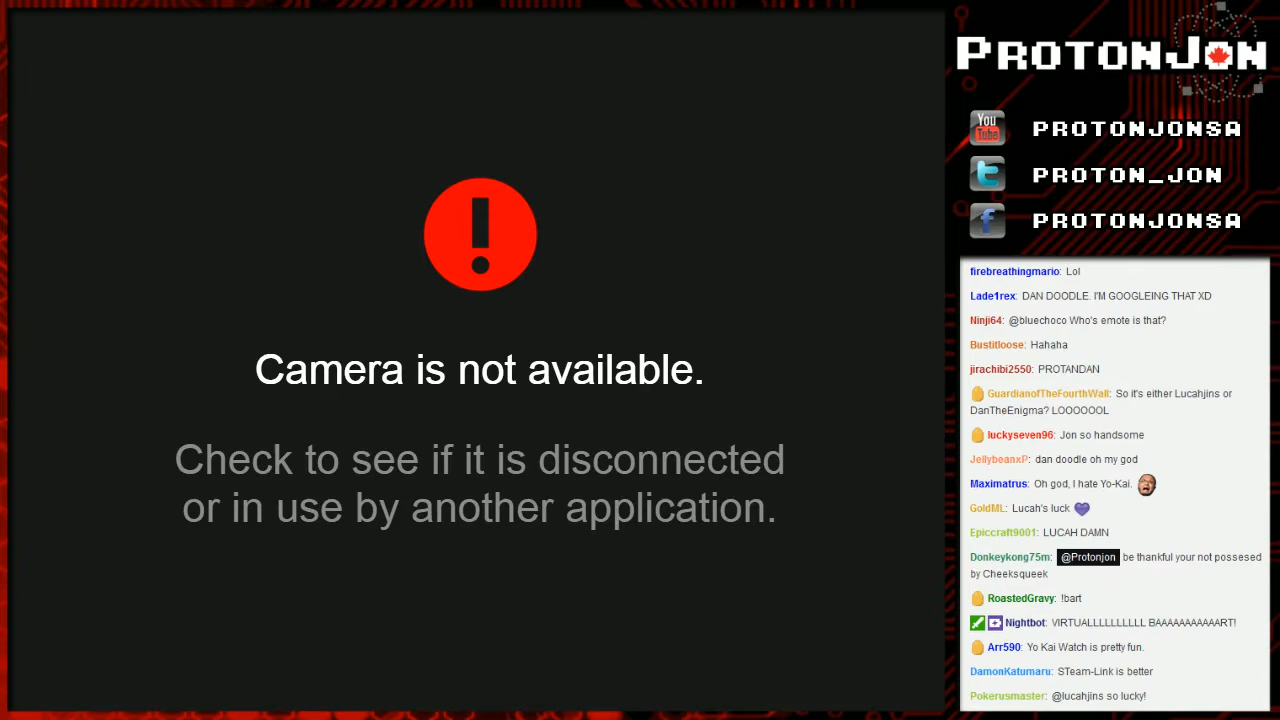 Camera is not available.
Check to see if it is disconnected
or in use by another application.
PROTONJON
You
Tube
PROTONJONSA
t
PROTON_JON
f
PROTONJONSA
firebreathingmario: Lol
Lade1rex: DAN DOODLE. I'M GOOGLEING THAT XD
Ninji64: @bluechoco Who's emote is that?
Bustitloose: Hahaha
jirachibi2550: PROTANDAN
GuardianofTheFourthWall: So it's either Lucahjins or
DanTheEnigma? LOOOOOOL
luckyseven96: Jon so handsome
JellybeanxP: dan doodle oh my god
Maximatrus: Oh god, I hate Yo-Kai.
GoldML: Lucah's luck
Epiccraft9001: LUCAH DAMN
Donkeykong75m: @Protonjon be thankful your not possesed
by Cheeksqueek
RoastedGravy: !bart
Nightbot: VIRTUALLLLLLLLLL BAAAAAAAAAART!
Arr590: Yo Kai Watch is pretty fun.
DamonKatumaru: STeam-Link is better
Pokerusmaster: @lucahjins so lucky!